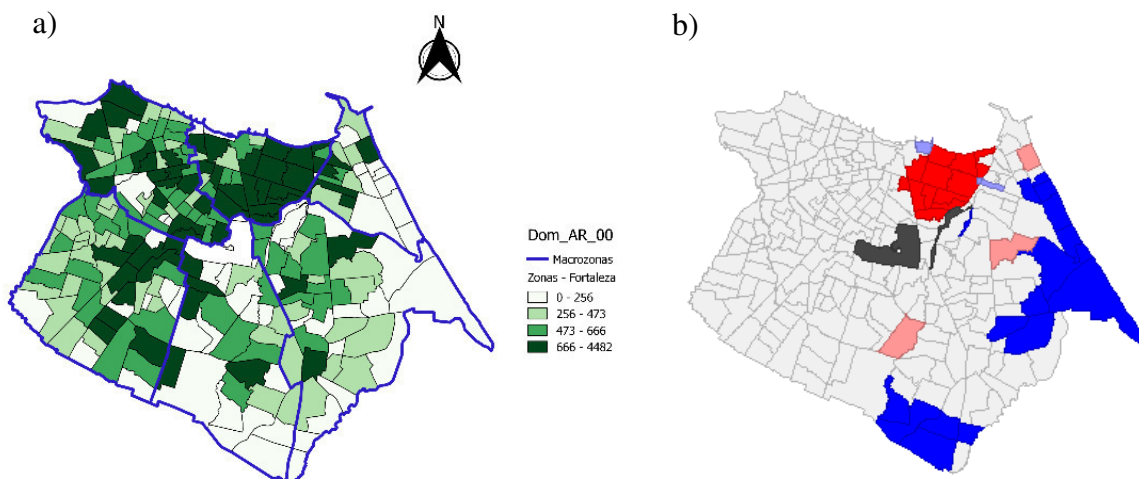 a)
N
b)
Dom_AR_00
Macrozonas
Zonas - Fortaleza
0 - 256
256 - 473
473 - 666
666 - 4482